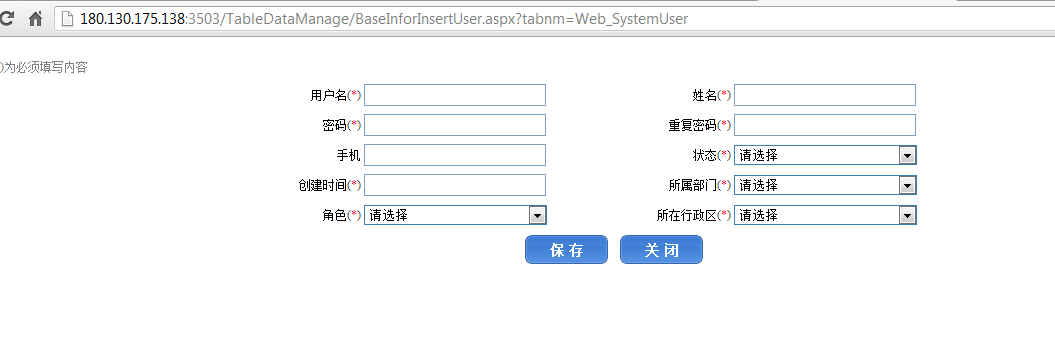 180.130.175.138:3503/TableDataManage/BaseInforInsertUser.aspx?tabnm=Web_SystemUser
)为必须填写内容
用户名(*) 姓名(*)
密码(*) 重复密码(*)
手机 状态(*) 请选择
创建时间(*) 所属部门(*) 请选择
角色(*) 请选择 所在行政区(*) 请选择
保存 关闭